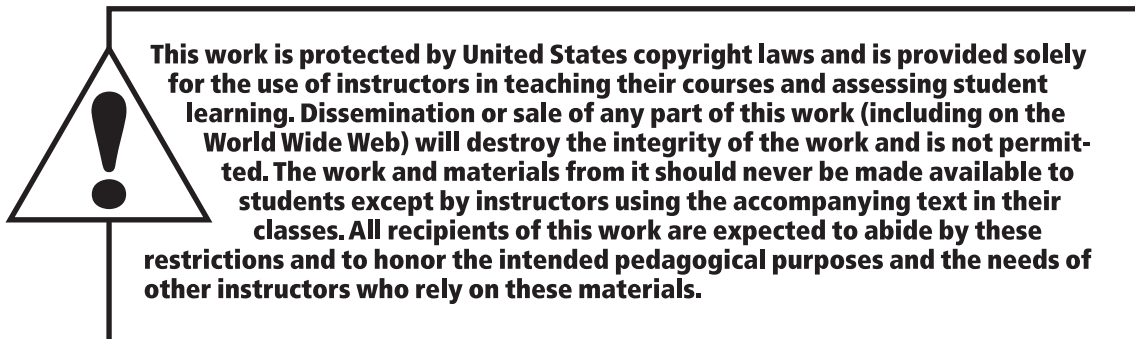 This work is protected by United States copyright laws and is provided solely
for the use of instructors in teaching their courses and assessing student
learning. Dissemination or sale of any part of this work (including on the
World Wide Web) will destroy the integrity of the work and is not permit-
ted. The work and materials from it should never be made available to
students except by instructors using the accompanying text in their
classes. All recipients of this work are expected to abide by these
restrictions and to honor the intended pedagogical purposes and the needs of
other instructors who rely on these materials.